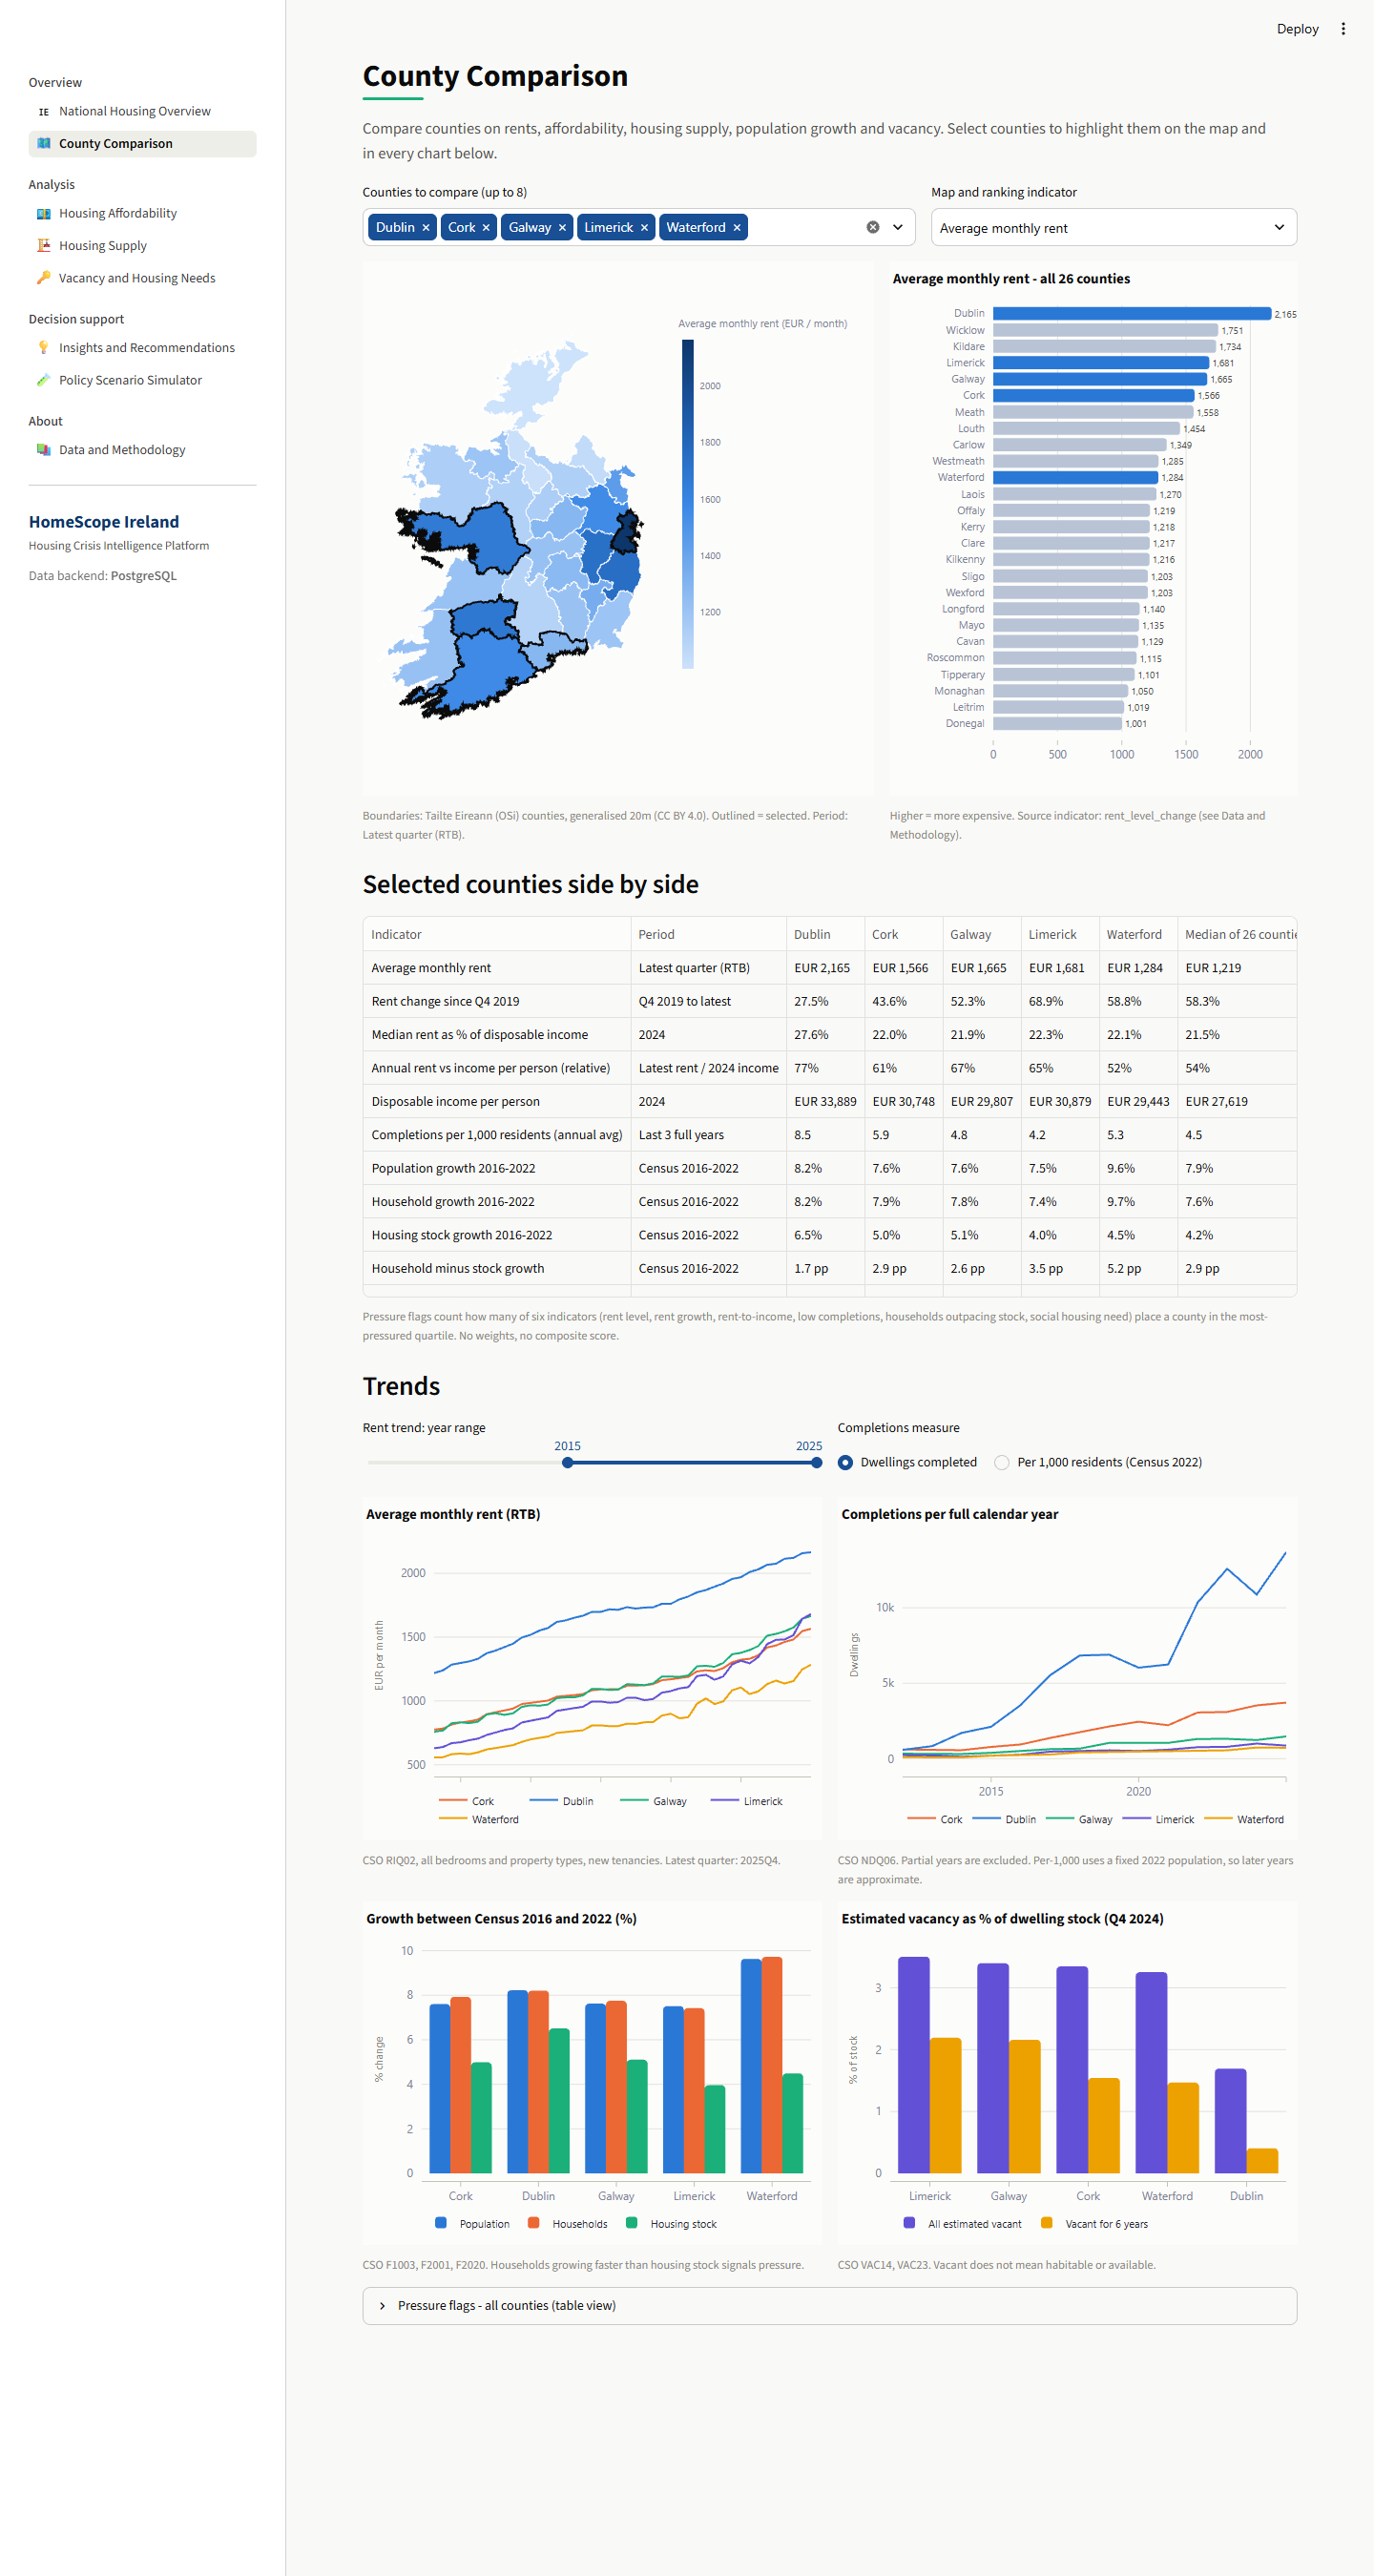 Deploy
Overview
IE National Housing Overview
County Comparison
Analysis
Housing Affordability
Housing Supply
Vacancy and Housing Needs
Decision support
Insights and Recommendations
Policy Scenario Simulator
About
Data and Methodology
HomeScope Ireland
Housing Crisis Intelligence Platform
Data backend: PostgreSQL
County Comparison
Compare counties on rents, affordability, housing supply, population growth and vacancy. Select counties to highlight them on the map and
in every chart below.
Counties to compare (up to 8)
Dublin × Cork × Galway × Limerick × Waterford ×
Map and ranking indicator
Average monthly rent
Average monthly rent (EUR / month)
2000
1800
1600
1400
1200
Boundaries: Tailte Eireann (OSi) counties, generalised 20m (CC BY 4.0). Outlined = selected. Period:
Latest quarter (RTB).
Average monthly rent - all 26 counties
Dublin 2,165
Wicklow 1,751
Kildare 1,734
Limerick 1,681
Galway 1,665
Cork 1,566
Meath 1,558
Louth 1,454
Carlow 1,349
Westmeath 1,285
Waterford 1,284
Laois 1,270
Offaly 1,219
Kerry 1,218
Clare 1,217
Kilkenny 1,216
Sligo 1,203
Wexford 1,203
Longford 1,140
Mayo 1,135
Cavan 1,129
Roscommon 1,115
Tipperary 1,101
Monaghan 1,050
Leitrim 1,019
Donegal 1,001
0 500 1000 1500 2000
Higher = more expensive. Source indicator: rent_level_change (see Data and
Methodology).
Selected counties side by side
Indicator Period Dublin Cork Galway Limerick Waterford Median of 26 countie
Average monthly rent Latest quarter (RTB) EUR 2,165 EUR 1,566 EUR 1,665 EUR 1,681 EUR 1,284 EUR 1,219
Rent change since Q4 2019 Q4 2019 to latest 27.5% 43.6% 52.3% 68.9% 58.8% 58.3%
Median rent as % of disposable income 2024 27.6% 22.0% 21.9% 22.3% 22.1% 21.5%
Annual rent vs income per person (relative) Latest rent / 2024 income 77% 61% 67% 65% 52% 54%
Disposable income per person 2024 EUR 33,889 EUR 30,748 EUR 29,807 EUR 30,879 EUR 29,443 EUR 27,619
Completions per 1,000 residents (annual avg) Last 3 full years 8.5 5.9 4.8 4.2 5.3 4.5
Population growth 2016-2022 Census 2016-2022 8.2% 7.6% 7.6% 7.5% 9.6% 7.9%
Household growth 2016-2022 Census 2016-2022 8.2% 7.9% 7.8% 7.4% 9.7% 7.6%
Housing stock growth 2016-2022 Census 2016-2022 6.5% 5.0% 5.1% 4.0% 4.5% 4.2%
Household minus stock growth Census 2016-2022 1.7 pp 2.9 pp 2.6 pp 3.5 pp 5.2 pp 2.9 pp
Pressure flags count how many of six indicators (rent level, rent growth, rent-to-income, low completions, households outpacing stock, social housing need) place a county in the most-
pressured quartile. No weights, no composite score.
Trends
Rent trend: year range
2015 2025
Completions measure
Dwellings completed Per 1,000 residents (Census 2022)
Average monthly rent (RTB)
EUR per month
2000
1500
1000
500
Cork Dublin Galway Limerick
Waterford
CSO RIQ02, all bedrooms and property types, new tenancies. Latest quarter: 2025Q4.
Completions per full calendar year
Dwellings
10k
5k
0
2015 2020
Cork Dublin Galway Limerick Waterford
CSO NDQ06. Partial years are excluded. Per-1,000 uses a fixed 2022 population, so later years
are approximate.
Growth between Census 2016 and 2022 (%)
% change
10
8
6
4
2
0
Cork Dublin Galway Limerick Waterford
Population Households Housing stock
CSO F1003, F2001, F2020. Households growing faster than housing stock signals pressure.
Estimated vacancy as % of dwelling stock (Q4 2024)
% of stock
3
2
1
0
Limerick Galway Cork Waterford Dublin
All estimated vacant Vacant for 6 years
CSO VAC14, VAC23. Vacant does not mean habitable or available.
Pressure flags - all counties (table view)